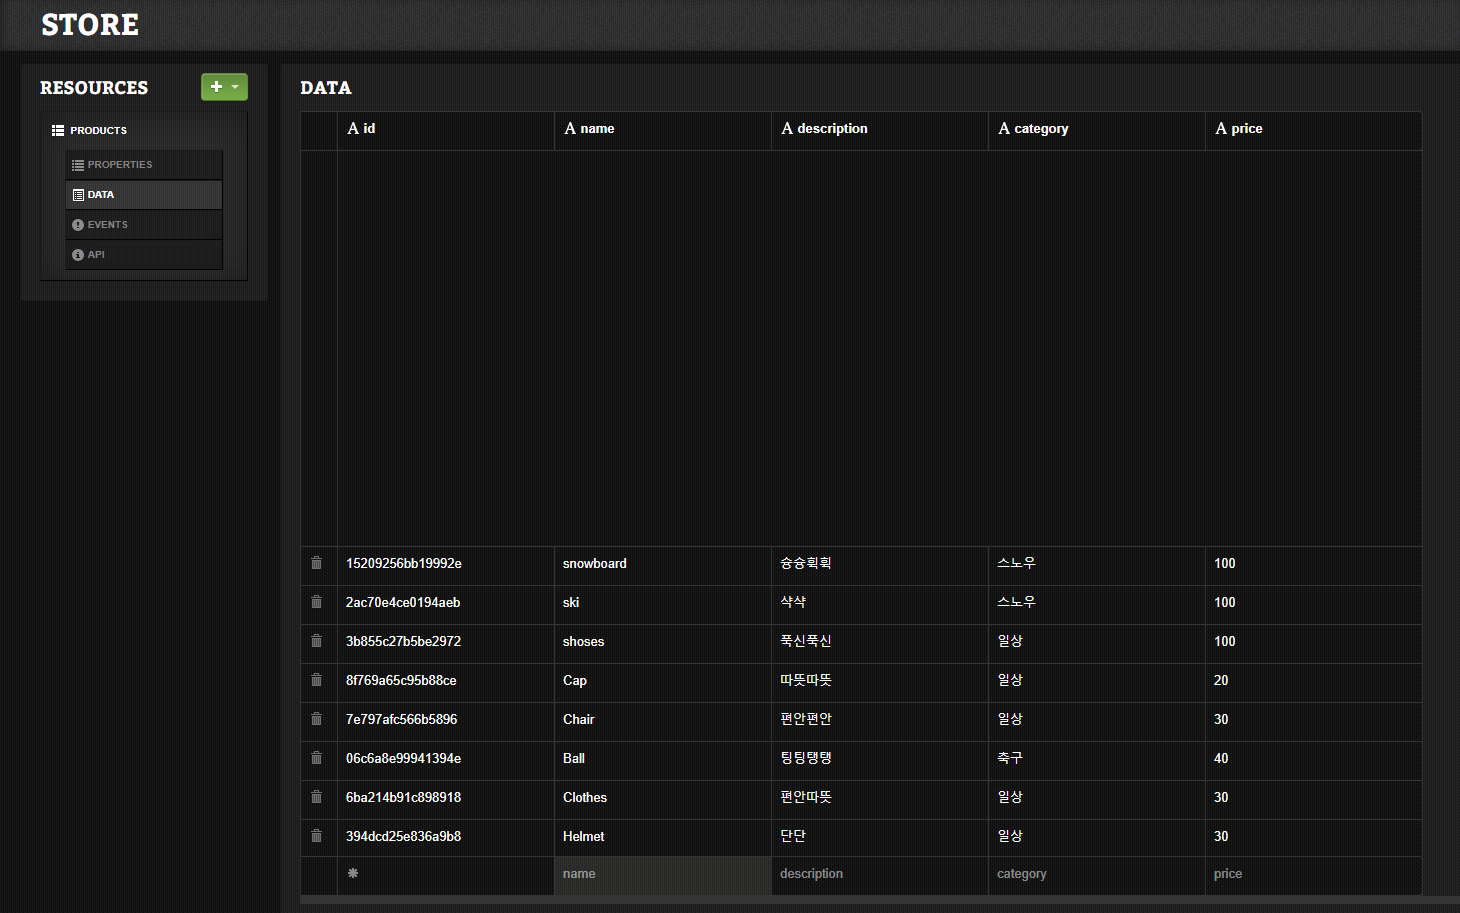 STORE
RESOURCES
PRODUCTS
PROPERTIES
DATA
EVENTS
API
DATA
A id A name A description A category A price
15209256bb19992e snowboard 슝슝휙휙 스노우 100
2ac70e4ce0194aeb ski 샥샥 스노우 100
3b855c27b5be2972 shoses 푹신푹신 일상 100
8f769a65c95b88ce Cap 따뜻따뜻 일상 20
7e797afc566b5896 Chair 편안편안 일상 30
06c6a8e99941394e Ball 팅팅탱탱 축구 40
6ba214b91c898918 Clothes 편안따뜻 일상 30
394dcd25e836a9b8 Helmet 단단 일상 30
name description category price